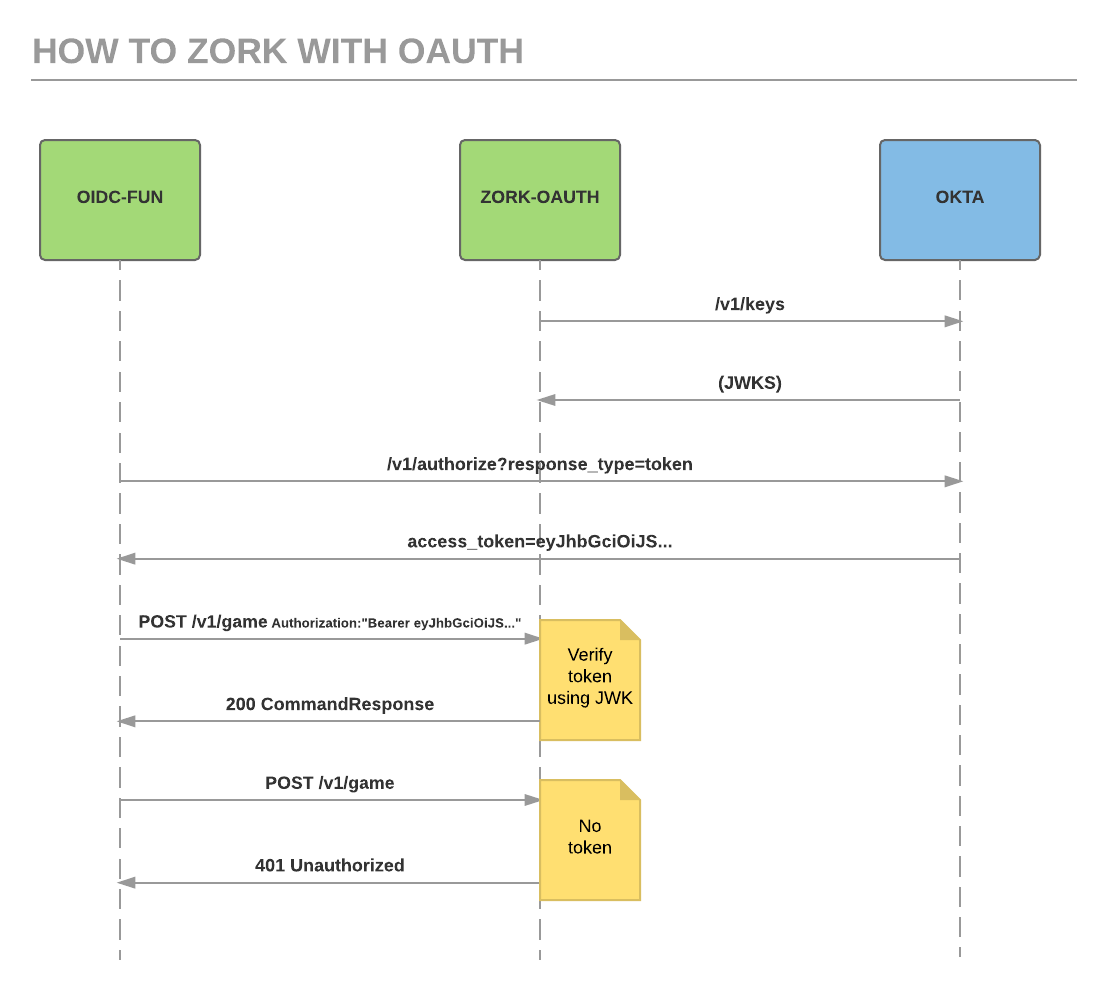 HOW TO ZORK WITH OAUTH
OIDC-FUN
ZORK-OAUTH
OKTA
/v1/keys
(JWKS)
/v1/authorize?response_type=token
access_token=eyJhbGciOiJS...
POST /v1/game Authorization:"Bearer eyJhbGciOiJS..."
Verify
token
using JWK
200 CommandResponse
POST /v1/game
No
token
401 Unauthorized